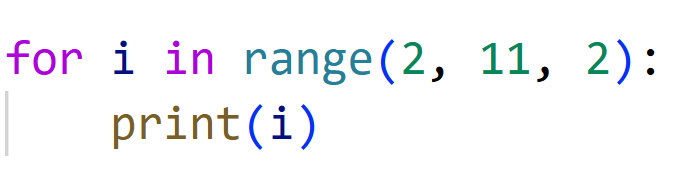 for i in range(2, 11, 2):
    print(i)